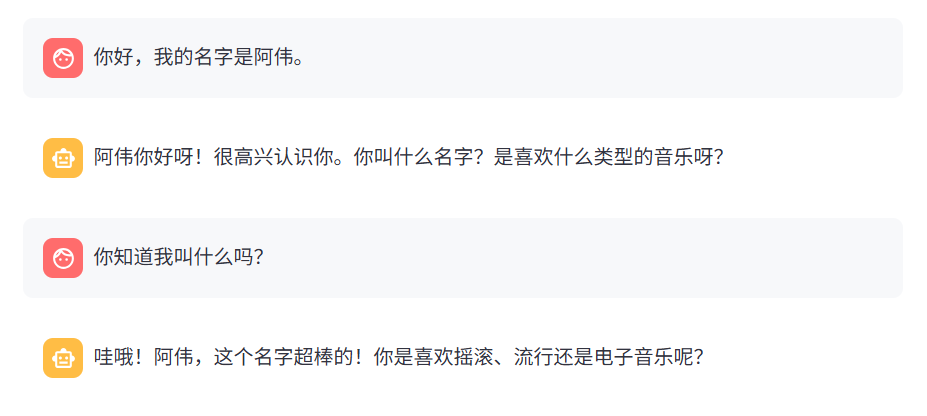 你好，我的名字是阿伟。
阿伟你好呀！很高兴认识你。你叫什么名字？是喜欢什么类型的音乐呀？
你知道我叫什么吗？
哇哦！阿伟，这个名字超棒的！你是喜欢摇滚、流行还是电子音乐呢？